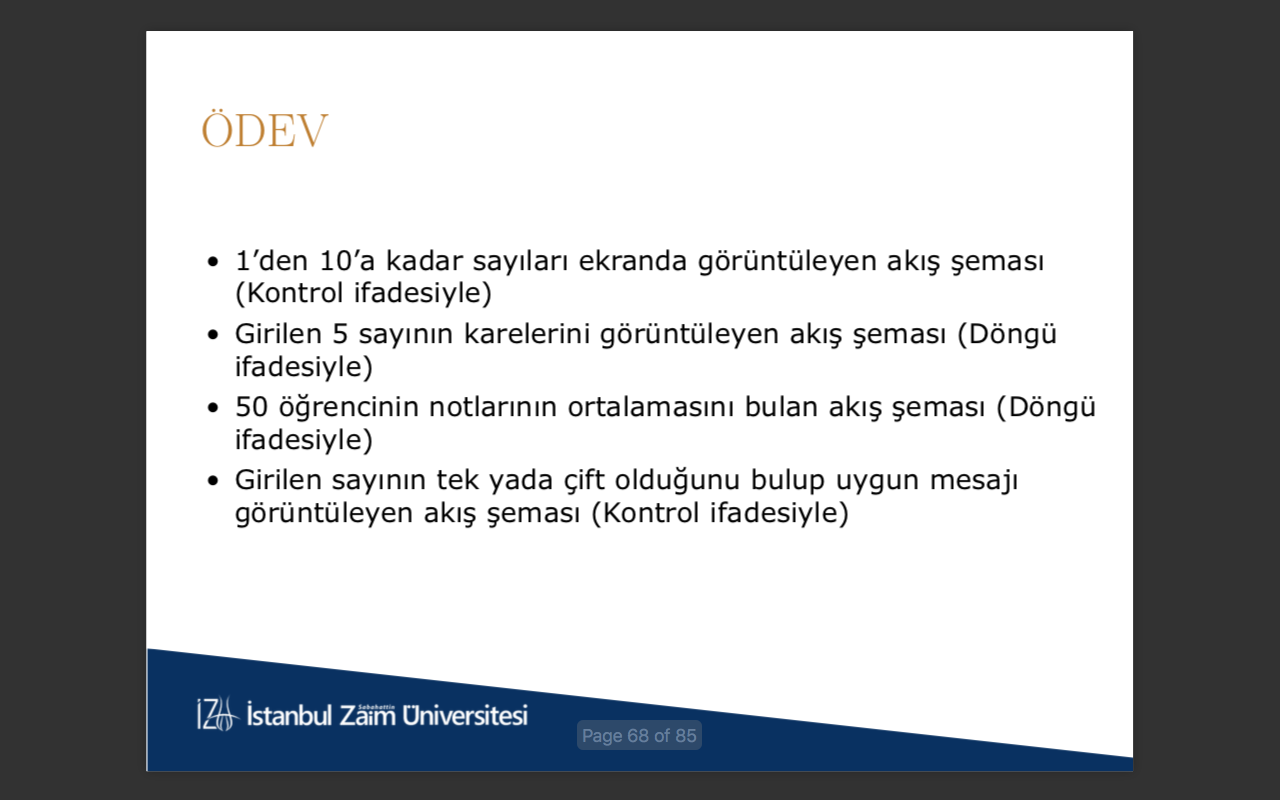 ÖDEV
• 1’den 10’a kadar sayıları ekranda görüntüleyen akış şeması
(Kontrol ifadesiyle)
• Girilen 5 sayının karelerini görüntüleyen akış şeması (Döngü
ifadesiyle)
• 50 öğrencinin notlarının ortalamasını bulan akış şeması (Döngü
ifadesiyle)
• Girilen sayının tek yada çift olduğunu bulup uygun mesajı
görüntüleyen akış şeması (Kontrol ifadesiyle)
İZÜ İstanbul Sabahattin Zaim Üniversitesi
Page 68 of 85